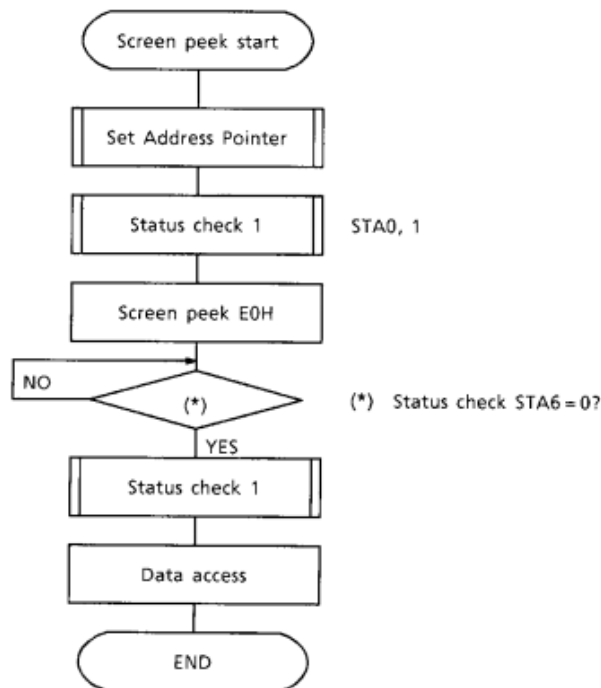 Screen peek start
Set Address Pointer
Status check 1
STA0, 1
Screen peek E0H
NO
(*)
(*) Status check STA6=0?
YES
Status check 1
Data access
END